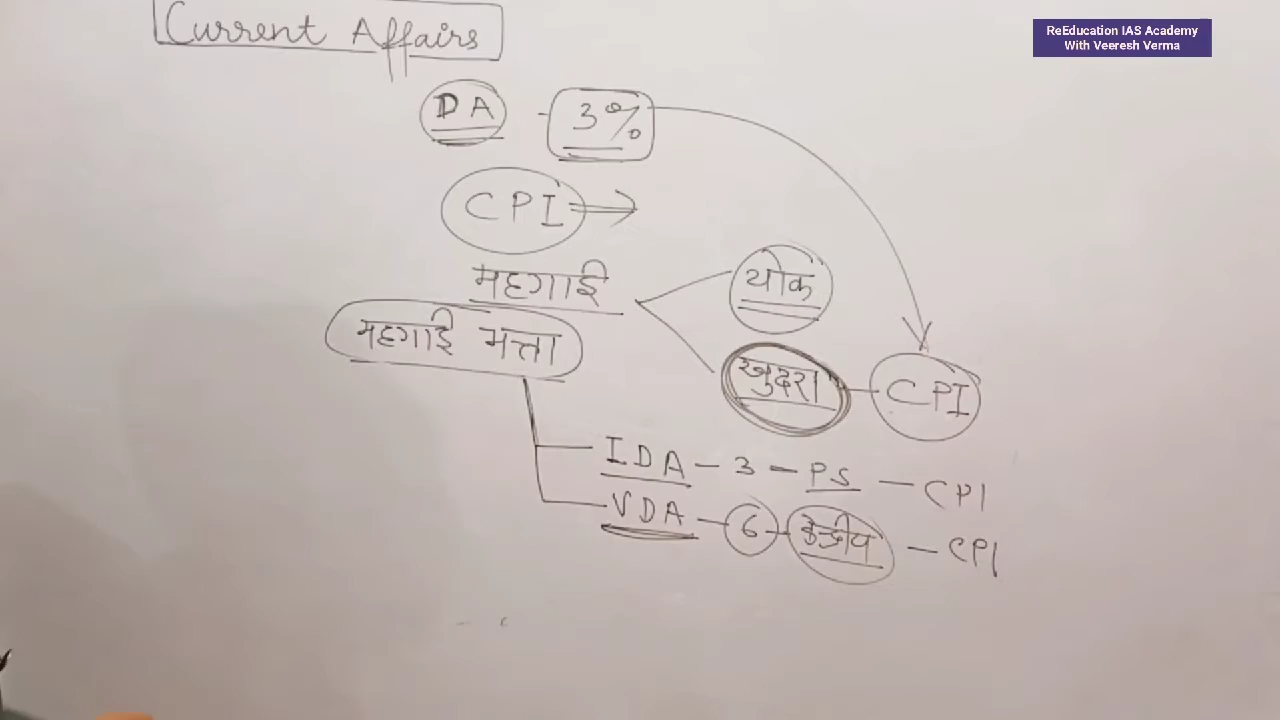 Current Affairs
ReEducation IAS Academy
With Veeresh Verma
DA - 3%
CPI
महगाई
थोक
महगाई भत्ता
खुदरा - CPI
IDA - 3 - PS - CPI
VDA - 6 - केन्द्रीय - CPI